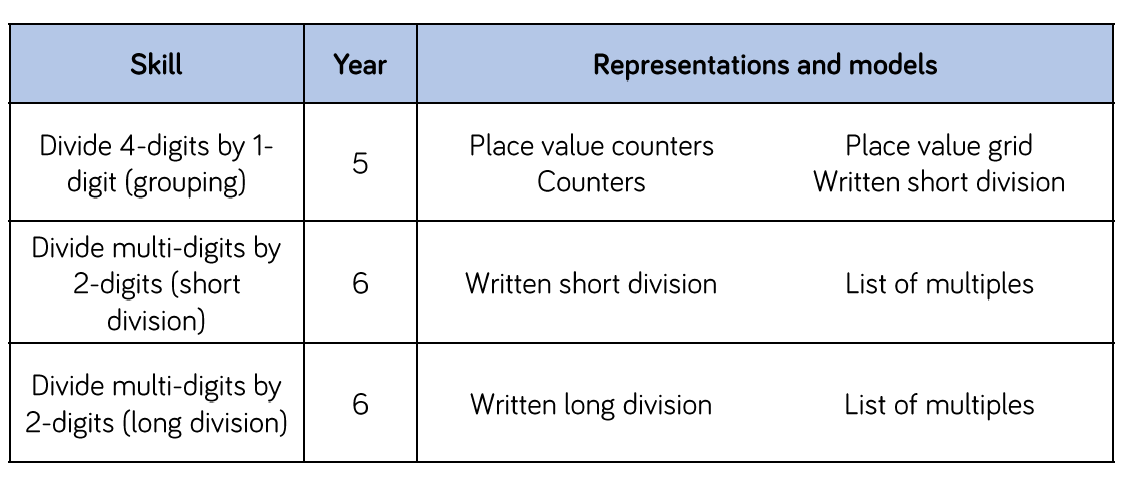 Skill Year Representations and models
Divide 4-digits by 1-
digit (grouping)
5
Place value counters
Counters
Place value grid
Written short division
Divide multi-digits by
2-digits (short
division)
6
Written short division
List of multiples
Divide multi-digits by
2-digits (long division)
6
Written long division
List of multiples